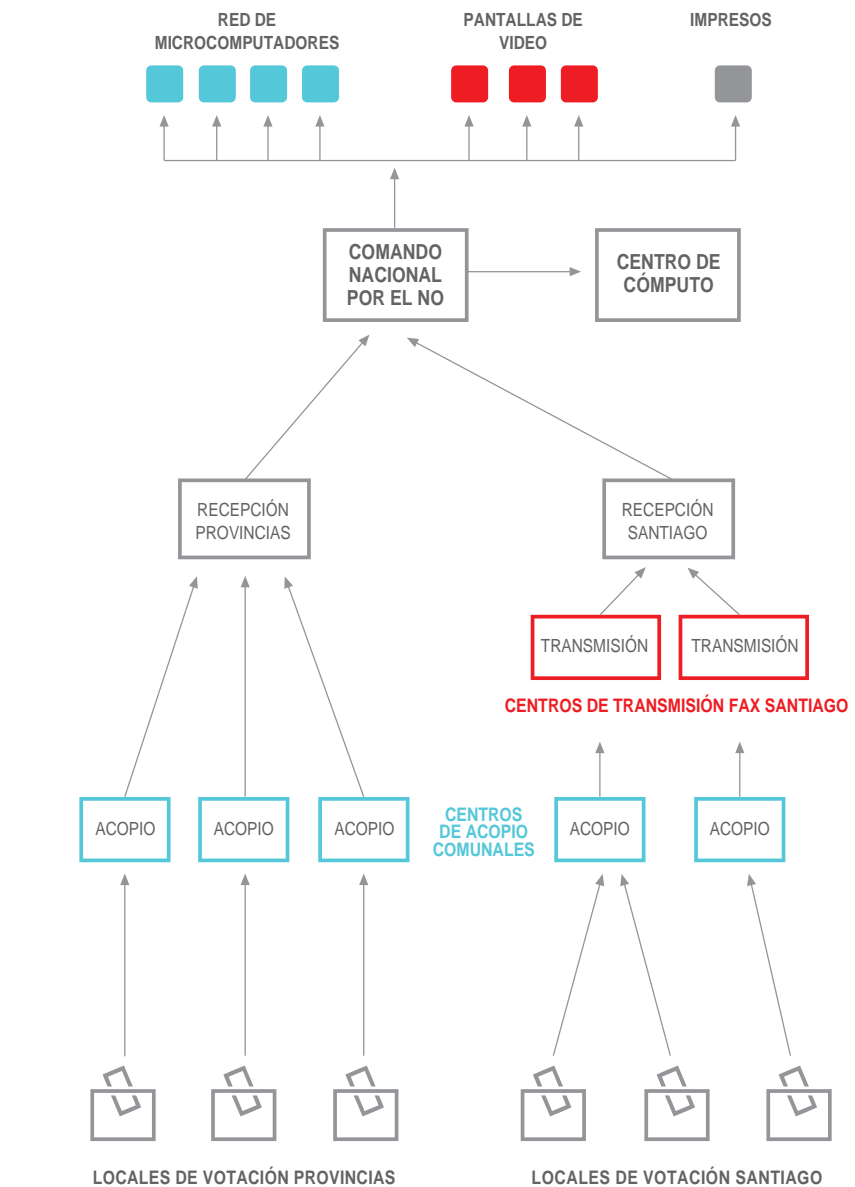 RED DE
MICROCOMPUTADORES
PANTALLAS DE
VIDEO
IMPRESOS
COMANDO
NACIONAL
POR EL NO
CENTRO DE
CÓMPUTO
RECEPCIÓN
PROVINCIAS
RECEPCIÓN
SANTIAGO
TRANSMISIÓN
TRANSMISIÓN
CENTROS DE TRANSMISIÓN FAX SANTIAGO
ACOPIO
ACOPIO
ACOPIO
CENTROS
DE ACOPIO
COMUNALES
ACOPIO
ACOPIO
LOCALES DE VOTACIÓN PROVINCIAS
LOCALES DE VOTACIÓN SANTIAGO